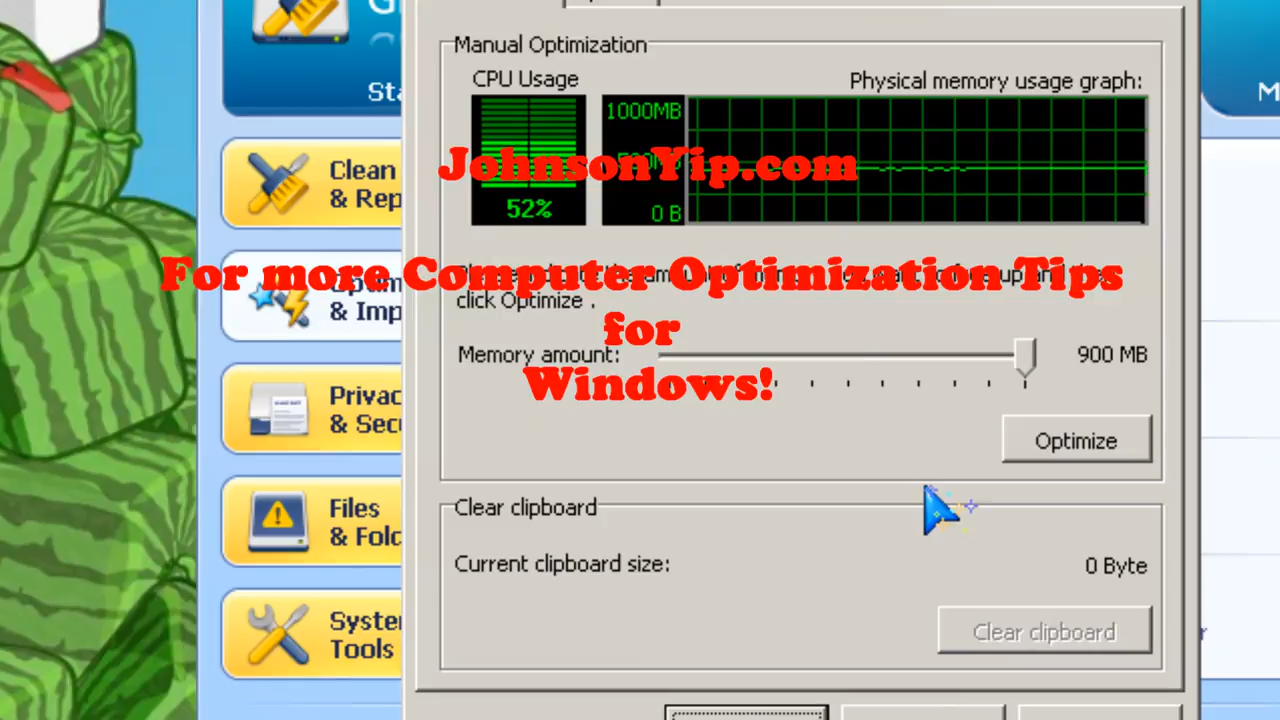 Manual Optimization
CPU Usage
Physical memory usage graph:
1000MB
JohnsonYip.com
52%
0 B
For more Computer Optimization Tips
for
Windows!
click Optimize .
Memory amount:
900 MB
Optimize
Clear clipboard
Current clipboard size:
0 Byte
Clear clipboard
Clean
& Rep
& Imp
Privac
& Sec
Files
& Fold
System
Tools